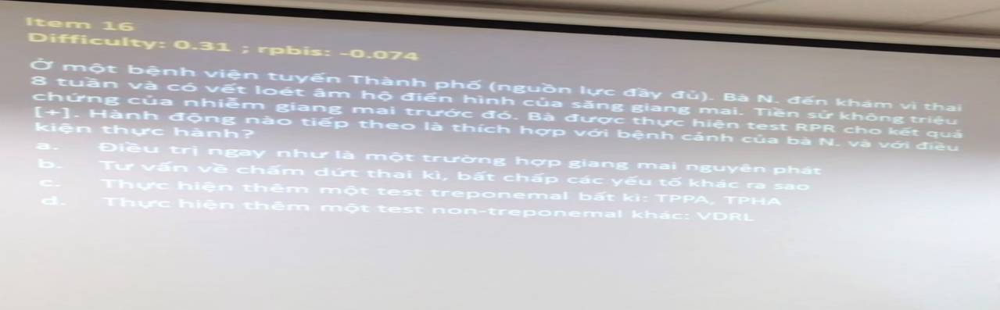 Item 16
Difficulty: 0.31 ; rpbis: -0.074
Ở một bệnh viện tuyến Thành phố (nguồn lực đầy đủ). Bà N. đến khám vì thai
8 tuần và có vết loét âm hộ điển hình của săng giang mai. Tiền sử không triệu
chứng của nhiễm giang mai trước đó. Bà được thực hiện test RPR cho kết quả
[+]. Hành động nào tiếp theo là thích hợp với bệnh cảnh của bà N. và với điều
kiện thực hành?
a. Điều trị ngay như là một trường hợp giang mai nguyên phát
b. Tư vấn về chấm dứt thai kì, bất chấp các yếu tố khác ra sao
c. Thực hiện thêm một test treponemal bất kì: TPPA, TPHA
d. Thực hiện thêm một test non-treponemal khác: VDRL